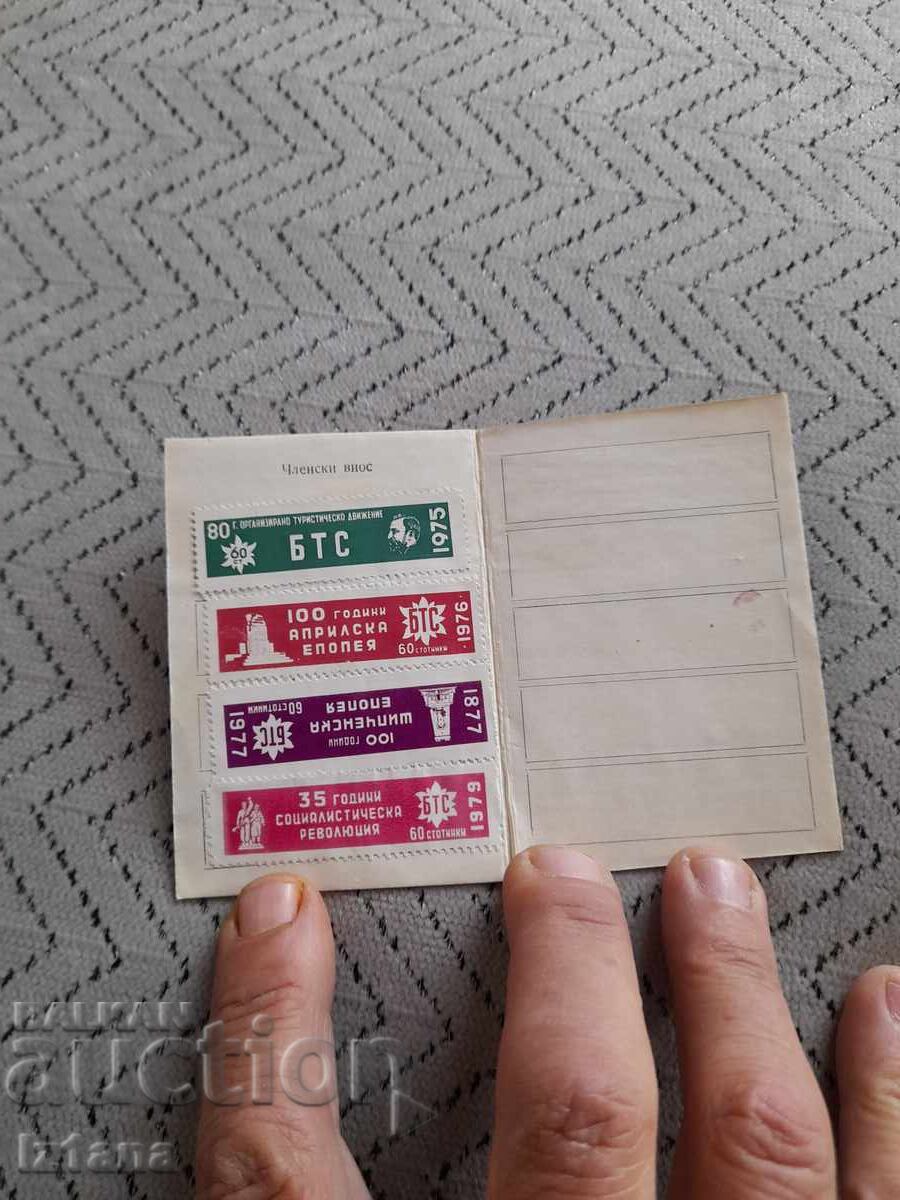 Членски внос
80 Г. ОРГАНИЗИРАНО ТУРИСТИЧЕСКО ДВИЖЕНИЕ
60
БТС
1975
100 ГОДИНИ
АПРИЛСКА
ЕПОПЕЯ
БТС
60 СТОТИНКИ
1976
1877
100 ГОДИНИ
ШИПЧЕНСКА
ЕПОПЕЯ
БТС
60 СТОТИНКИ
1977
35 ГОДИНИ
СОЦИАЛИСТИЧЕСКА
РЕВОЛЮЦИЯ
БТС
60 СТОТИНКИ
1979
BALKAN
auction
Iztana